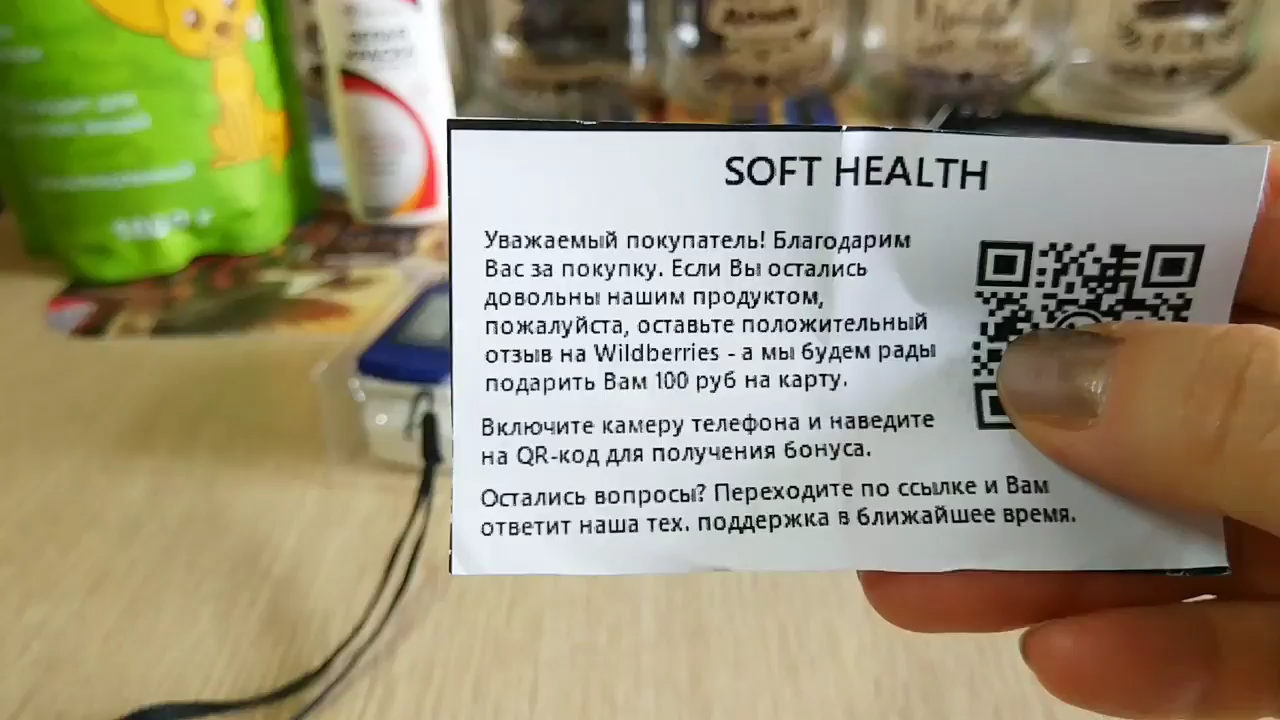 SOFT HEALTH
Уважаемый покупатель! Благодарим
Вас за покупку. Если Вы остались
довольны нашим продуктом,
пожалуйста, оставьте положительный
отзыв на Wildberries - а мы будем рады
подарить Вам 100 руб на карту.
Включите камеру телефона и наведите
на QR-код для получения бонуса.
Остались вопросы? Переходите по ссылке и Вам
ответит наша тех. поддержка в ближайшее время.